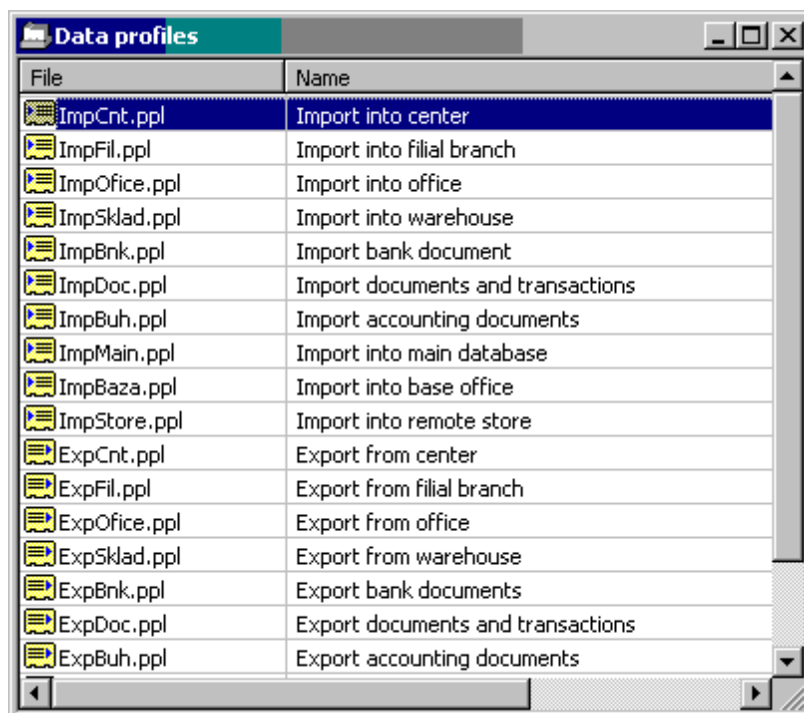 Data profiles
File Name
ImpCnt.ppl Import into center
ImpFil.ppl Import into filial branch
ImpOfice.ppl Import into office
ImpSklad.ppl Import into warehouse
ImpBnk.ppl Import bank document
ImpDoc.ppl Import documents and transactions
ImpBuh.ppl Import accounting documents
ImpMain.ppl Import into main database
ImpBaza.ppl Import into base office
ImpStore.ppl Import into remote store
ExpCnt.ppl Export from center
ExpFil.ppl Export from filial branch
ExpOfice.ppl Export from office
ExpSklad.ppl Export from warehouse
ExpBnk.ppl Export bank documents
ExpDoc.ppl Export documents and transactions
ExpBuh.ppl Export accounting documents